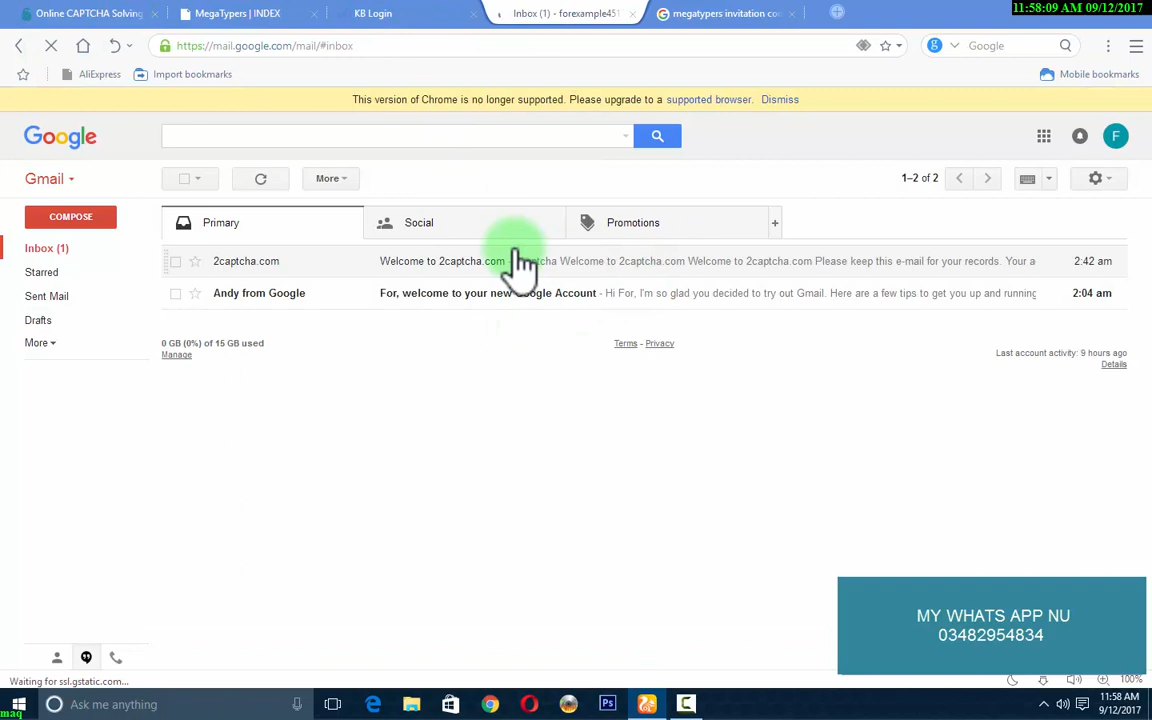 11:58:09 AM 09/12/2017
Online CAPTCHA Solving
MegaTypers | INDEX
KB Login
Inbox (1) - forexample451
megatypers invitation co
https://mail.google.com/mail/#inbox
Google
AliExpress
Import bookmarks
Mobile bookmarks
This version of Chrome is no longer supported. Please upgrade to a supported browser. Dismiss
Google
F
Gmail
More
1–2 of 2
COMPOSE
Primary
Social
Promotions
Inbox (1)
Starred
Sent Mail
Drafts
More
2captcha.com
Welcome to 2captcha.com - Welcome to 2captcha.com Welcome to 2captcha.com Please keep this e-mail for your records. Your a
2:42 am
Andy from Google
For, welcome to your new Google Account - Hi For, I'm so glad you decided to try out Gmail. Here are a few tips to get you up and running
2:04 am
0 GB (0%) of 15 GB used
Manage
Terms - Privacy
Last account activity: 9 hours ago
Details
MY WHATS APP NU
03482954834
Waiting for ssl.gstatic.com...
100%
maq
Ask me anything
Ps
11:58 AM
9/12/2017